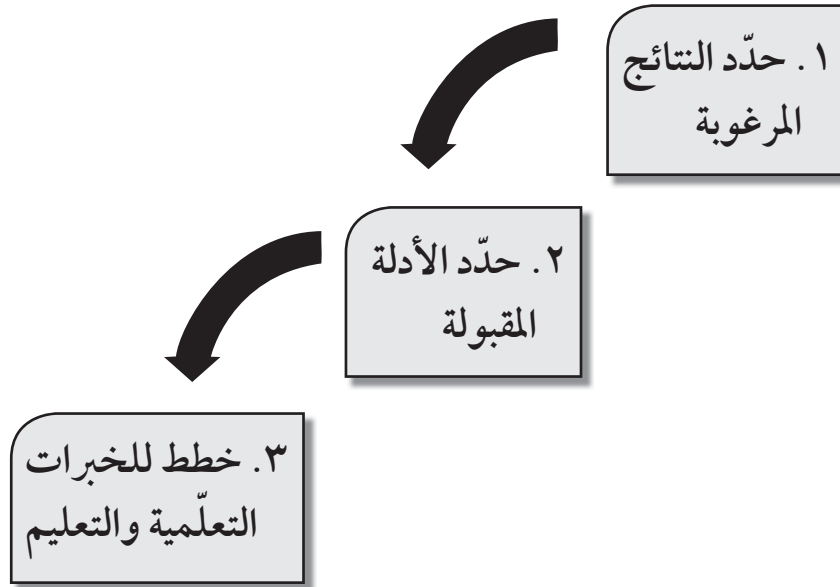 ١. حدّد النتائج
المرغوبة
٢. حدّد الأدلة
المقبولة
٣. خطط للخبرات
التعلّمية والتعليم